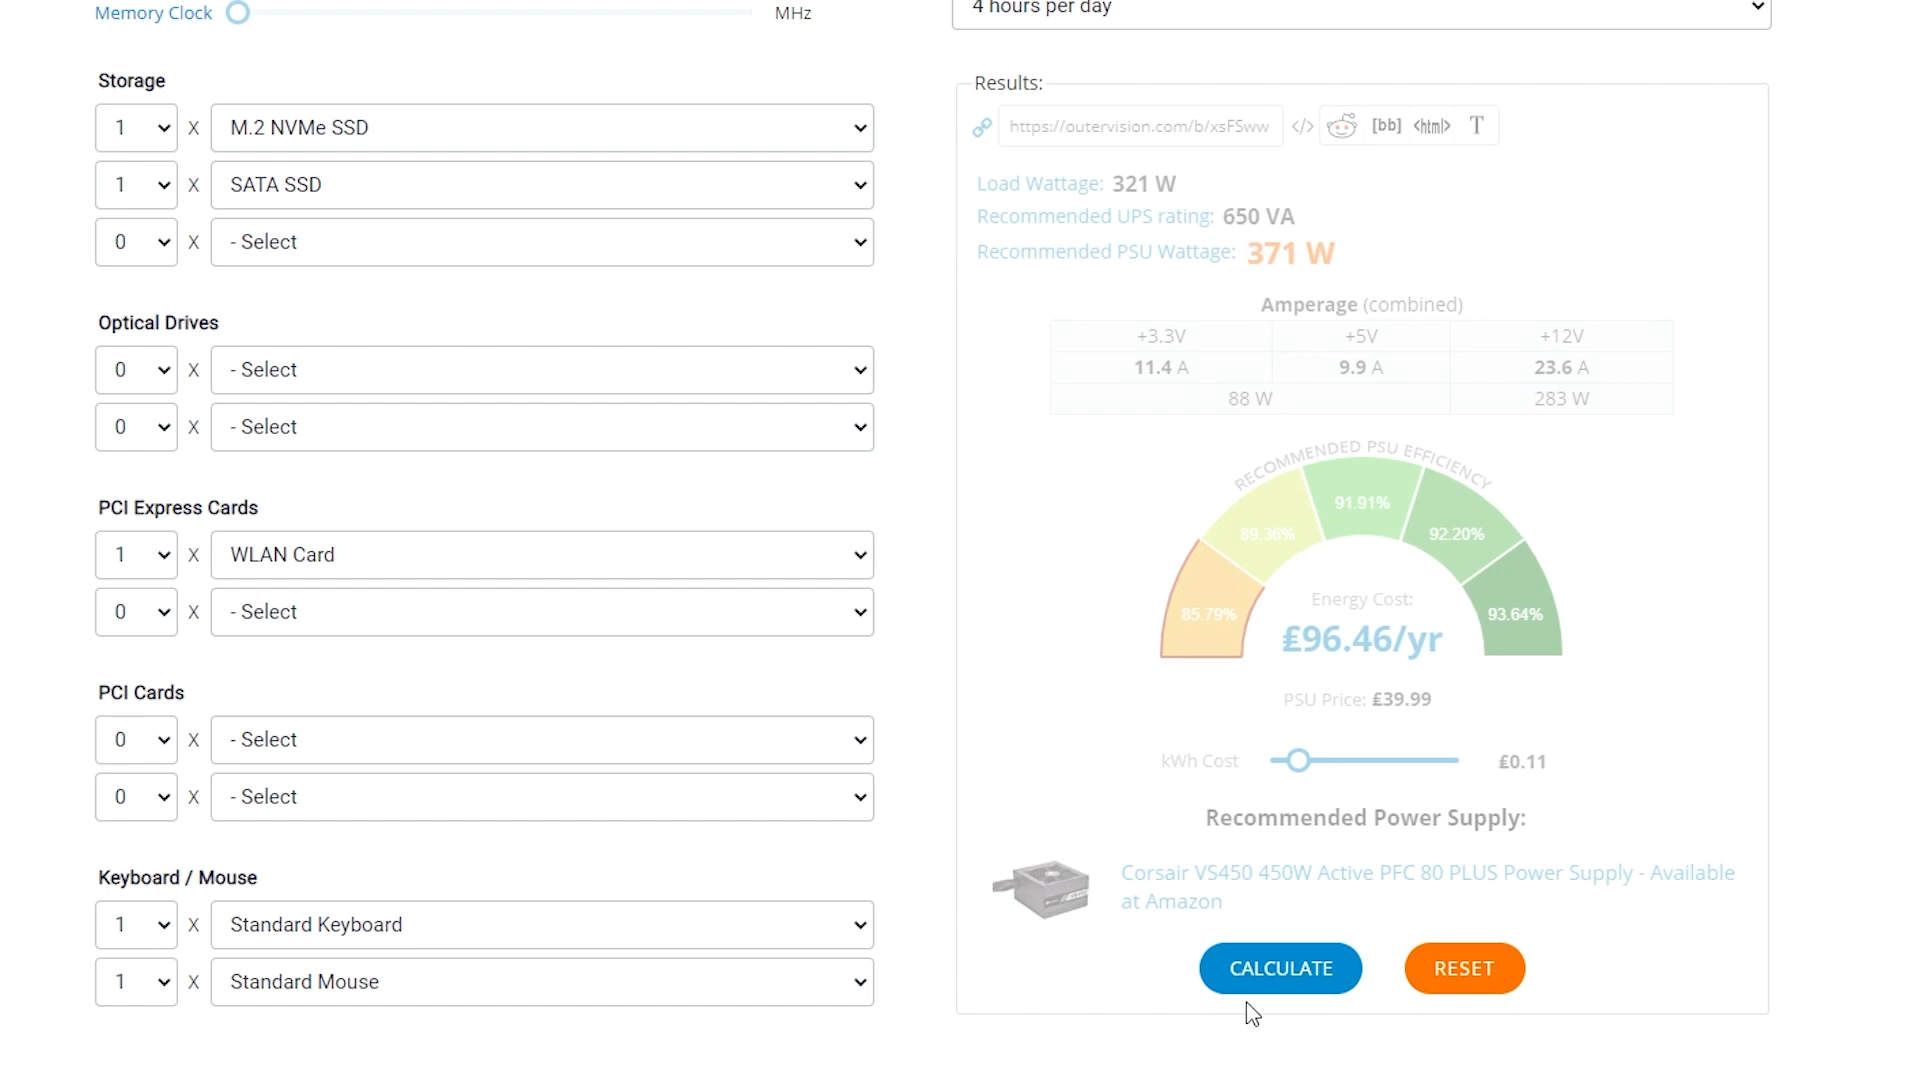 Memory Clock MHz
Storage
1 X M.2 NVMe SSD
1 X SATA SSD
0 X - Select
Optical Drives
0 X - Select
0 X - Select
PCI Express Cards
1 X WLAN Card
0 X - Select
PCI Cards
0 X - Select
0 X - Select
Keyboard / Mouse
1 X Standard Keyboard
1 X Standard Mouse
4 hours per day
Results:
https://outervision.com/b/xsFSww </> [bb] <html> T
Load Wattage: 321 W
Recommended UPS rating: 650 VA
Recommended PSU Wattage: 371 W
Amperage (combined)
+3.3V +5V +12V
11.4 A 9.9 A 23.6 A
88 W 283 W
RECOMMENDED PSU EFFICIENCY
85.79% 89.36% 91.91% 92.20% 93.64%
Energy Cost:
£96.46/yr
PSU Price: £39.99
kWh Cost £0.11
Recommended Power Supply:
Corsair VS450 450W Active PFC 80 PLUS Power Supply - Available
at Amazon
CALCULATE RESET